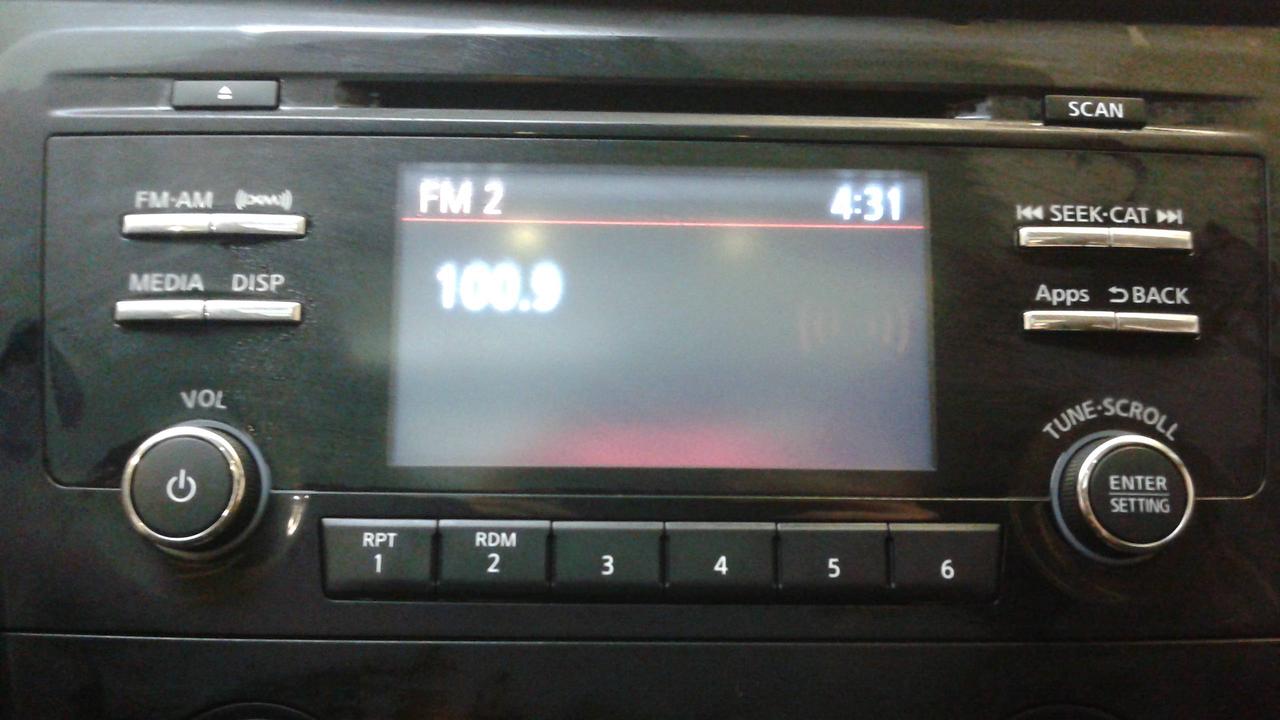 SCAN
FM·AM ((XM))
FM 2 4:31
SEEK·CAT
MEDIA DISP
100.9
Apps BACK
VOL
TUNE·SCROLL
ENTER
SETTING
RPT
1
RDM
2
3
4
5
6